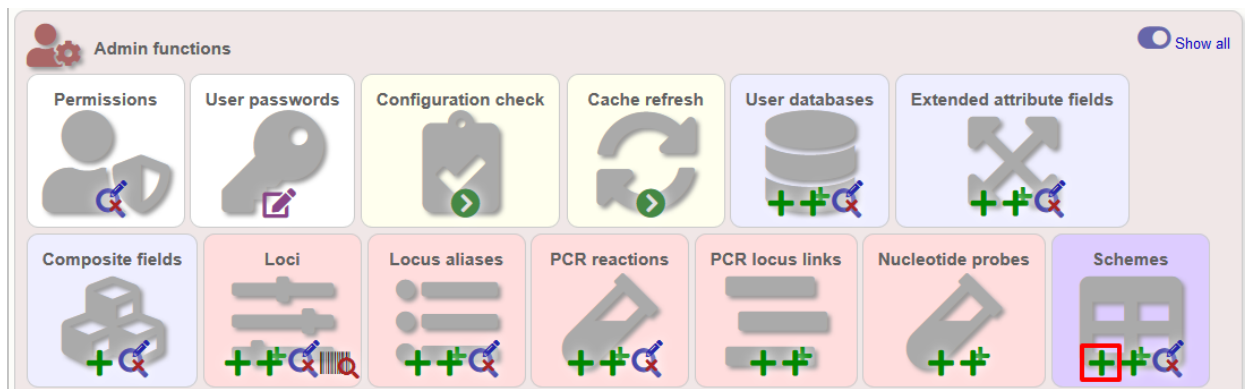 Admin functions
Show all
Permissions
User passwords
Configuration check
Cache refresh
User databases
Extended attribute fields
Composite fields
Loci
Locus aliases
PCR reactions
PCR locus links
Nucleotide probes
Schemes